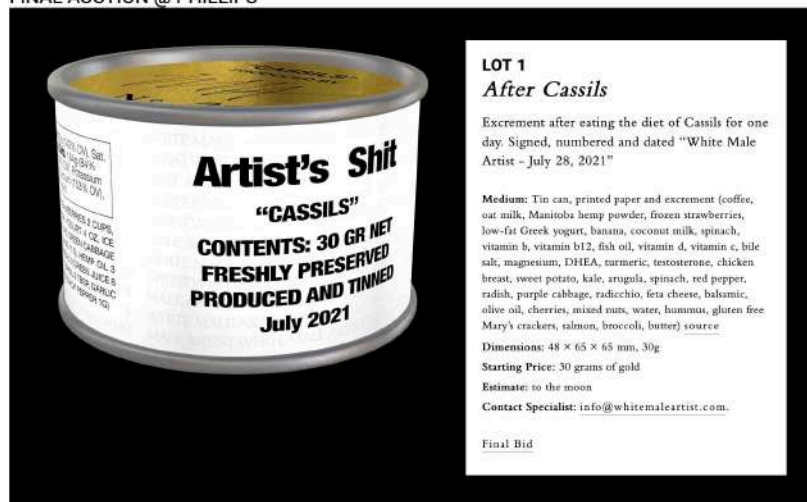 FINAL AUCTION @ PHILLIPS
Artist's Shit
"CASSILS"
CONTENTS: 30 GR NET
FRESHLY PRESERVED
PRODUCED AND TINNED
July 2021
LOT 1
After Cassils
Excrement after eating the diet of Cassils for one
day. Signed, numbered and dated "White Male
Artist - July 28, 2021"
Medium: Tin can, printed paper and excrement (coffee,
oat milk, Manitoba hemp powder, frozen strawberries,
low-fat Greek yogurt, banana, coconut milk, spinach,
vitamin b, vitamin b12, fish oil, vitamin d, vitamin c, bile
salt, magnesium, DHEA, turmeric, testosterone, chicken
breast, sweet potato, kale, arugula, spinach, red pepper,
radish, purple cabbage, radicchio, feta cheese, balsamic,
olive oil, cherries, mixed nuts, water, hummus, gluten free
Mary's crackers, salmon, broccoli, butter) source
Dimensions: 48 × 65 × 65 mm, 30g
Starting Price: 30 grams of gold
Estimate: to the moon
Contact Specialist: info@whitemaleartist.com.
Final Bid